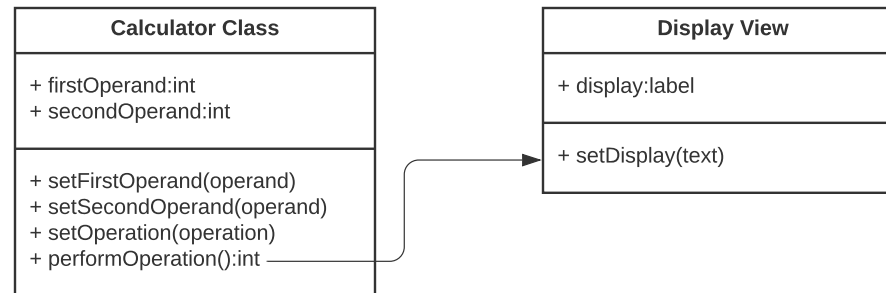 Calculator Class
+ firstOperand:int
+ secondOperand:int
+ setFirstOperand(operand)
+ setSecondOperand(operand)
+ setOperation(operation)
+ performOperation():int
Display View
+ display:label
+ setDisplay(text)